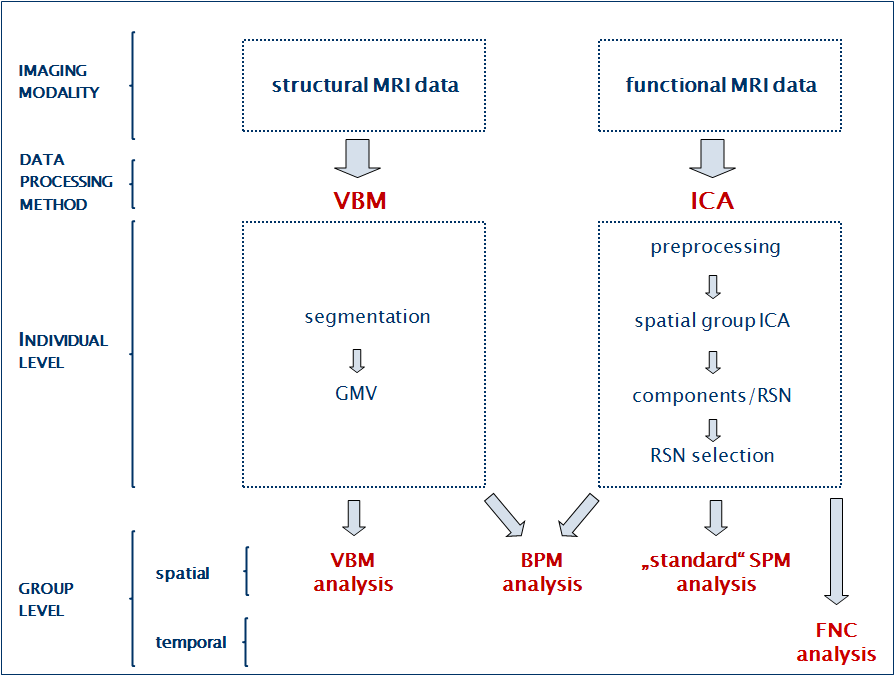 IMAGING
MODALITY
structural MRI data
functional MRI data
DATA
PROCESSING
METHOD
VBM
ICA
INDIVIDUAL
LEVEL
segmentation
GMV
preprocessing
spatial group ICA
components/RSN
RSN selection
GROUP
LEVEL
spatial
VBM
analysis
BPM
analysis
„standard“ SPM
analysis
temporal
FNC
analysis